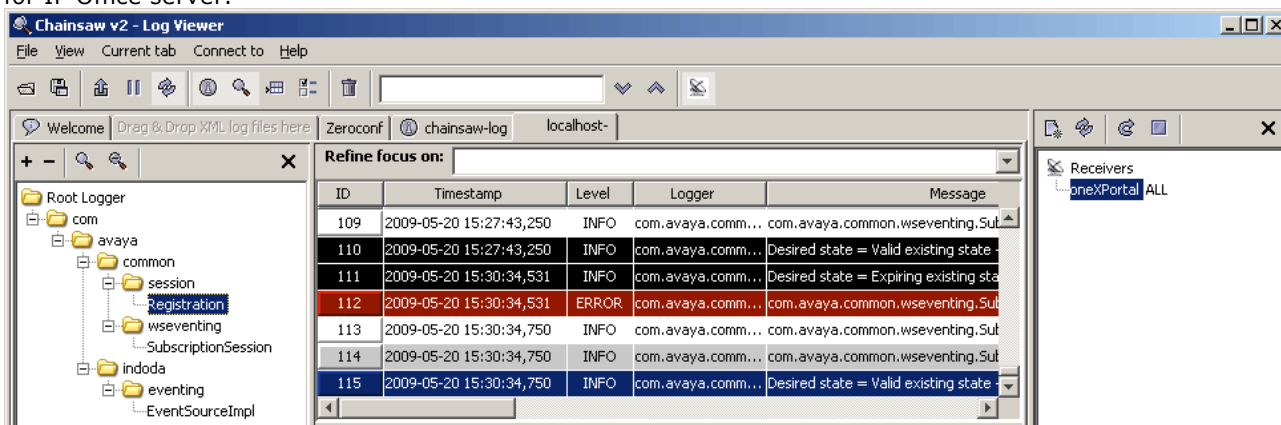 for IP Office server.
Chainsaw v2 - Log Viewer
File View Current tab Connect to Help
Welcome Drag & Drop XML log files here Zeroconf chainsaw-log localhost-
Refine focus on:
Root Logger
com
avaya
common
session
Registration
wseventing
SubscriptionSession
indoda
eventing
EventSourceImpl
ID Timestamp Level Logger Message
109 2009-05-20 15:27:43,250 INFO com.avaya.comm... com.avaya.common.wseventing.Sub
110 2009-05-20 15:27:43,250 INFO com.avaya.comm... Desired state = Valid existing state -
111 2009-05-20 15:30:34,531 INFO com.avaya.comm... Desired state = Expiring existing sta
112 2009-05-20 15:30:34,531 ERROR com.avaya.comm... com.avaya.common.wseventing.Sub
113 2009-05-20 15:30:34,750 INFO com.avaya.comm... com.avaya.common.wseventing.Sub
114 2009-05-20 15:30:34,750 INFO com.avaya.comm... com.avaya.common.wseventing.Sub
115 2009-05-20 15:30:34,750 INFO com.avaya.comm... Desired state = Valid existing state -
Receivers
oneXPortal ALL